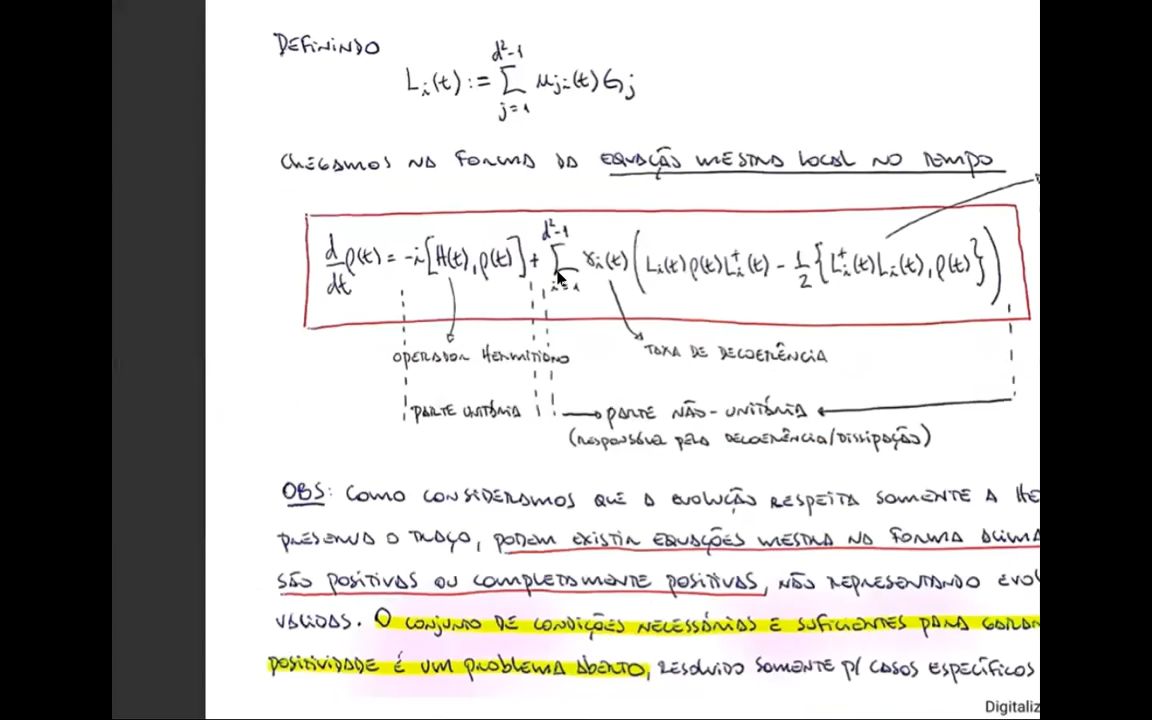 DEFININDO
d²-1
L_i(t) := Σ μ_ji(t) G_j
j=1
CHEGAMOS NA FORMA DA EQUAÇÃO MESTRA LOCAL NO TEMPO
d/dt ρ(t) = -i[H(t), ρ(t)] + Σ_{i=1}^{d²-1} γ_i(t) ( L_i(t)ρ(t)L_i†(t) - 1/2 { L_i†(t)L_i(t), ρ(t) } )
OPERADOR HERMITIANO TAXA DE DECOERÊNCIA
PARTE UNITÁRIA PARTE NÃO-UNITÁRIA
(RESPONSÁVEL PELA DECOERÊNCIA/DISSIPAÇÃO)
OBS: COMO CONSIDERAMOS QUE A EVOLUÇÃO RESPEITA SOMENTE A HE
PRESERVA O TRAÇO, PODEM EXISTIR EQUAÇÕES MESTRA NA FORMA ACIMA
SÃO POSITIVAS OU COMPLETAMENTE POSITIVAS, NÃO REPRESENTANDO EVOL
VÁLIDAS. O CONJUNTO DE CONDIÇÕES NECESSÁRIAS E SUFICIENTES PARA GARAN
POSITIVIDADE É UM PROBLEMA ABERTO, RESOLVIDO SOMENTE P/ CASOS ESPECÍFICOS
Digitaliz